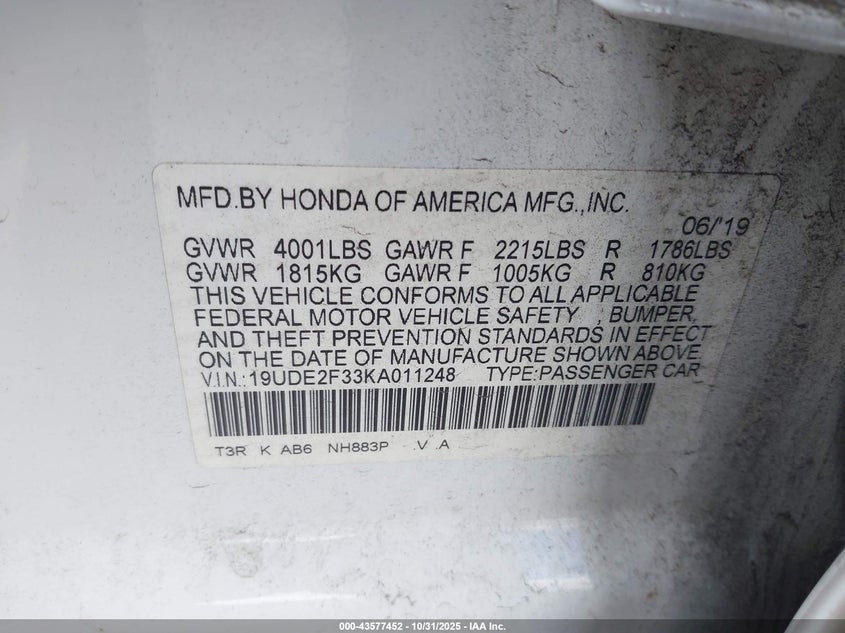 MFD.BY HONDA OF AMERICA MFG.,INC.
06/'19
GVWR 4001LBS GAWR F 2215LBS R 1786LBS
GVWR 1815KG GAWR F 1005KG R 810KG
THIS VEHICLE CONFORMS TO ALL APPLICABLE
FEDERAL MOTOR VEHICLE SAFETY , BUMPER,
AND THEFT PREVENTION STANDARDS IN EFFECT
ON THE DATE OF MANUFACTURE SHOWN ABOVE.
V.I.N.:19UDE2F33KA011248 TYPE:PASSENGER CAR
T3R K AB6 NH883P .V .A
000-43577452 - 10/31/2025 - IAA Inc.